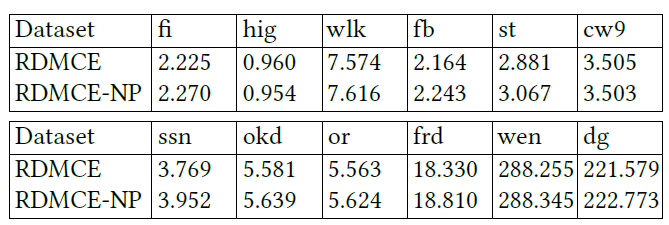 Dataset fi hig wlk fb st cw9
RDMCE 2.225 0.960 7.574 2.164 2.881 3.505
RDMCE-NP 2.270 0.954 7.616 2.243 3.067 3.503
Dataset ssn okd or frd wen dg
RDMCE 3.769 5.581 5.563 18.330 288.255 221.579
RDMCE-NP 3.952 5.639 5.624 18.810 288.345 222.773